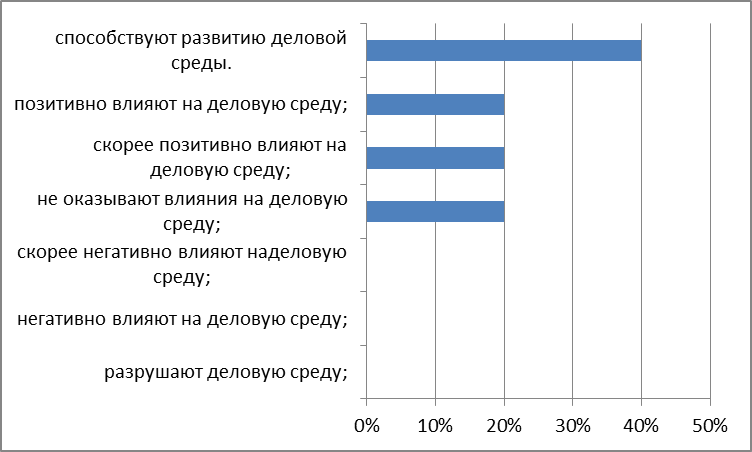 способствуют развитию деловой
среды.
позитивно влияют на деловую среду;
скорее позитивно влияют на
деловую среду;
не оказывают влияния на деловую
среду;
скорее негативно влияют наделовую
среду;
негативно влияют на деловую среду;
разрушают деловую среду;
0% 10% 20% 30% 40% 50%